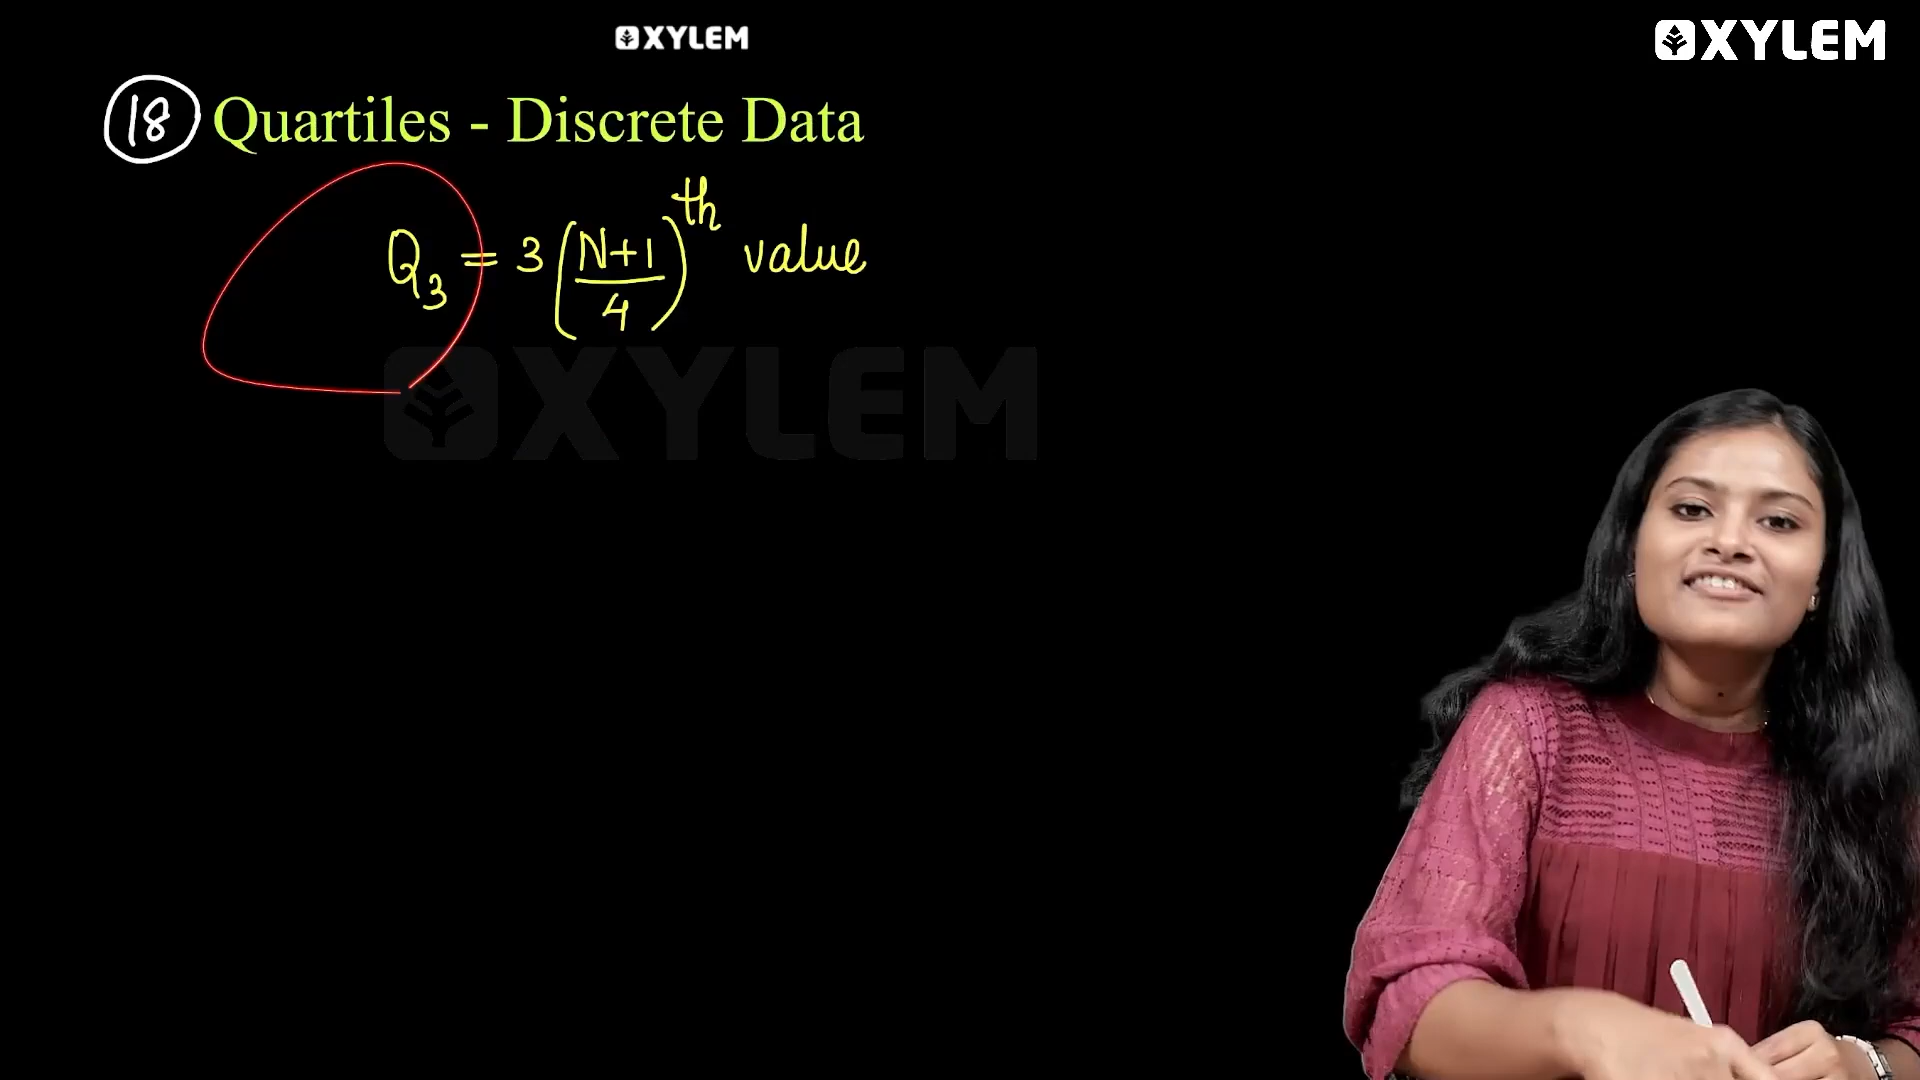 XYLEM
XYLEM
18 Quartiles - Discrete Data
Q₃ = 3 (N+1/4)ᵗʰ value
XYLEM